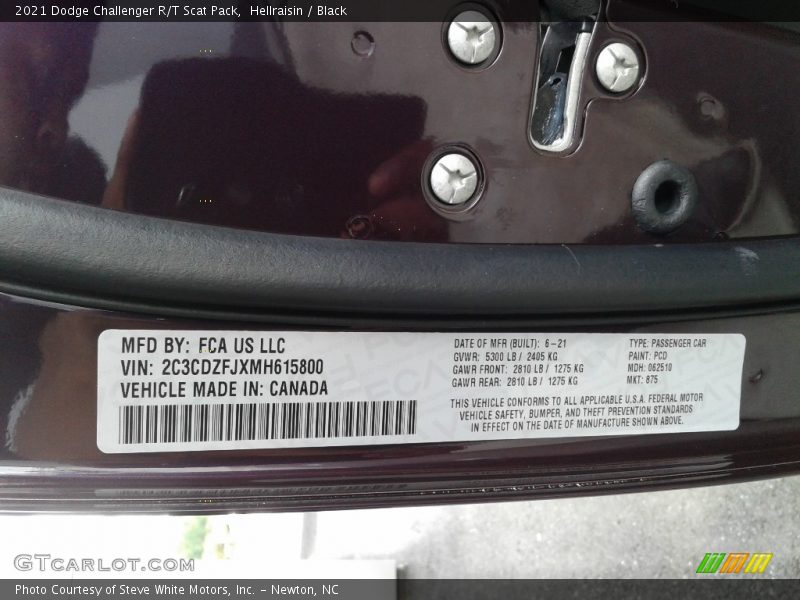 2021 Dodge Challenger R/T Scat Pack, Hellraisin / Black
MFD BY: FCA US LLC
VIN: 2C3CDZFJXMH615800
VEHICLE MADE IN: CANADA
DATE OF MFR (BUILT): 6-21
GVWR: 5300 LB / 2405 KG
GAWR FRONT: 2810 LB / 1275 KG
GAWR REAR: 2810 LB / 1275 KG
TYPE: PASSENGER CAR
PAINT: PCD
MDH: 062510
MKT: 875
THIS VEHICLE CONFORMS TO ALL APPLICABLE U.S.A. FEDERAL MOTOR
VEHICLE SAFETY, BUMPER, AND THEFT PREVENTION STANDARDS
IN EFFECT ON THE DATE OF MANUFACTURE SHOWN ABOVE.
GTCARLOT.COM
Photo Courtesy of Steve White Motors, Inc. – Newton, NC